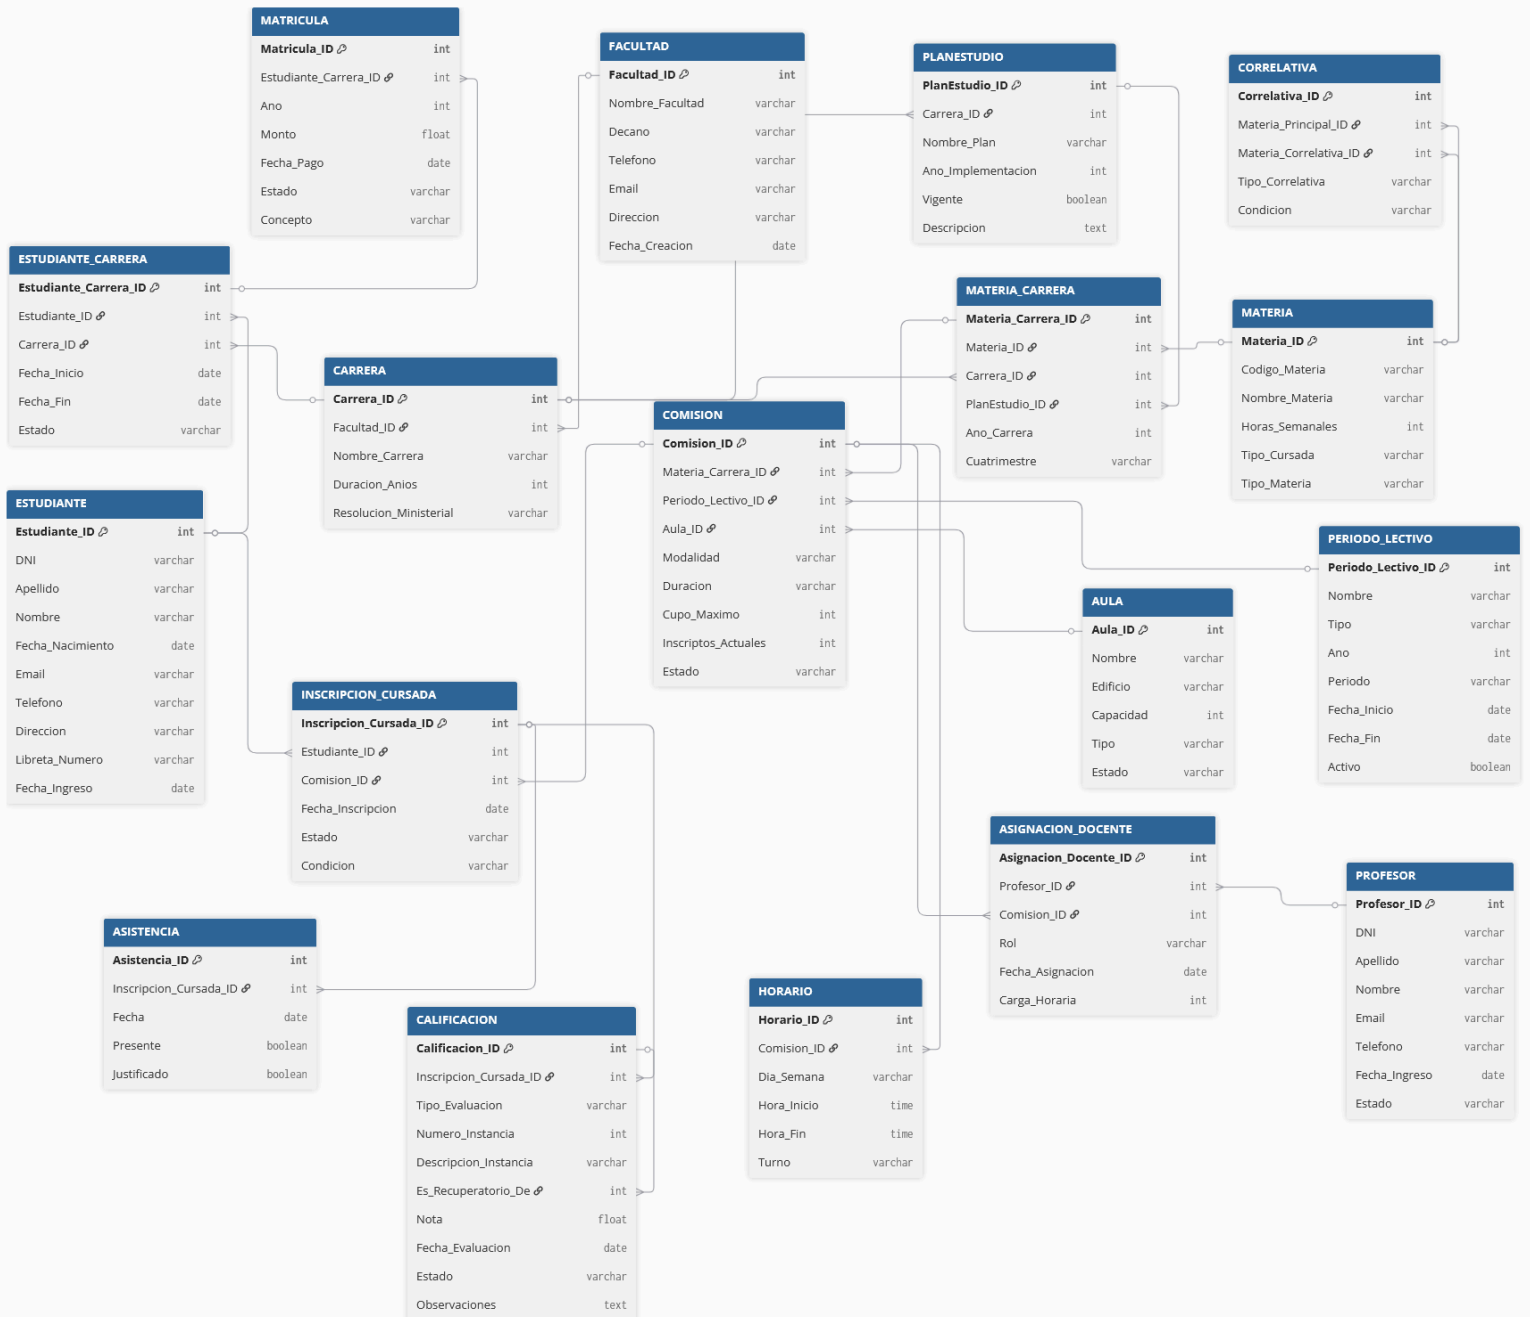 MATRICULA
Matricula_ID int
Estudiante_Carrera_ID int
Ano int
Monto float
Fecha_Pago date
Estado varchar
Concepto varchar
FACULTAD
Facultad_ID int
Nombre_Facultad varchar
Decano varchar
Telefono varchar
Email varchar
Direccion varchar
Fecha_Creacion date
PLANESTUDIO
PlanEstudio_ID int
Carrera_ID int
Nombre_Plan varchar
Ano_Implementacion int
Vigente boolean
Descripcion text
CORRELATIVA
Correlativa_ID int
Materia_Principal_ID int
Materia_Correlativa_ID int
Tipo_Correlativa varchar
Condicion varchar
ESTUDIANTE_CARRERA
Estudiante_Carrera_ID int
Estudiante_ID int
Carrera_ID int
Fecha_Inicio date
Fecha_Fin date
Estado varchar
CARRERA
Carrera_ID int
Facultad_ID int
Nombre_Carrera varchar
Duracion_Anios int
Resolucion_Ministerial varchar
MATERIA_CARRERA
Materia_Carrera_ID int
Materia_ID int
Carrera_ID int
PlanEstudio_ID int
Ano_Carrera int
Cuatrimestre varchar
MATERIA
Materia_ID int
Codigo_Materia varchar
Nombre_Materia varchar
Horas_Semanales int
Tipo_Cursada varchar
Tipo_Materia varchar
COMISION
Comision_ID int
Materia_Carrera_ID int
Periodo_Lectivo_ID int
Aula_ID int
Modalidad varchar
Duracion varchar
Cupo_Maximo int
Inscriptos_Actuales int
Estado varchar
ESTUDIANTE
Estudiante_ID int
DNI varchar
Apellido varchar
Nombre varchar
Fecha_Nacimiento date
Email varchar
Telefono varchar
Direccion varchar
Libreta_Numero varchar
Fecha_Ingreso date
PERIODO_LECTIVO
Periodo_Lectivo_ID int
Nombre varchar
Tipo varchar
Ano int
Periodo varchar
Fecha_Inicio date
Fecha_Fin date
Activo boolean
AULA
Aula_ID int
Nombre varchar
Edificio varchar
Capacidad int
Tipo varchar
Estado varchar
INSCRIPCION_CURSADA
Inscripcion_Cursada_ID int
Estudiante_ID int
Comision_ID int
Fecha_Inscripcion date
Estado varchar
Condicion varchar
ASIGNACION_DOCENTE
Asignacion_Docente_ID int
Profesor_ID int
Comision_ID int
Rol varchar
Fecha_Asignacion date
Carga_Horaria int
PROFESOR
Profesor_ID int
DNI varchar
Apellido varchar
Nombre varchar
Email varchar
Telefono varchar
Fecha_Ingreso date
Estado varchar
ASISTENCIA
Asistencia_ID int
Inscripcion_Cursada_ID int
Fecha date
Presente boolean
Justificado boolean
HORARIO
Horario_ID int
Comision_ID int
Dia_Semana varchar
Hora_Inicio time
Hora_Fin time
Turno varchar
CALIFICACION
Calificacion_ID int
Inscripcion_Cursada_ID int
Tipo_Evaluacion varchar
Numero_Instancia int
Descripcion_Instancia varchar
Es_Recuperatorio_De int
Nota float
Fecha_Evaluacion date
Estado varchar
Observaciones text